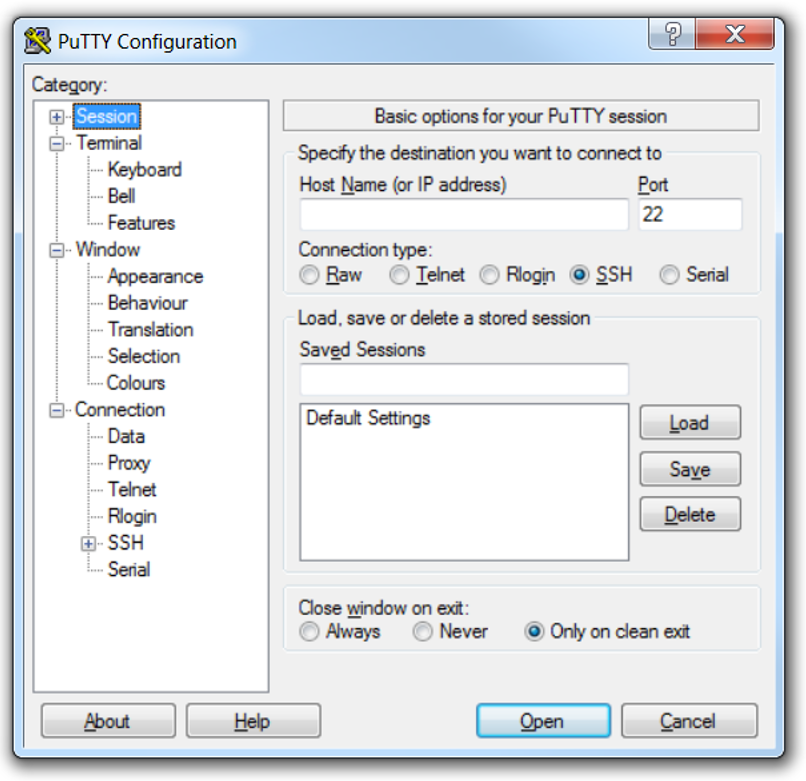 PuTTY Configuration
Category:
Session
Terminal
Keyboard
Bell
Features
Window
Appearance
Behaviour
Translation
Selection
Colours
Connection
Data
Proxy
Telnet
Rlogin
SSH
Serial
Basic options for your PuTTY session
Specify the destination you want to connect to
Host Name (or IP address) Port
22
Connection type:
Raw Telnet Rlogin SSH Serial
Load, save or delete a stored session
Saved Sessions
Default Settings
Load
Save
Delete
Close window on exit:
Always Never Only on clean exit
About Help Open Cancel